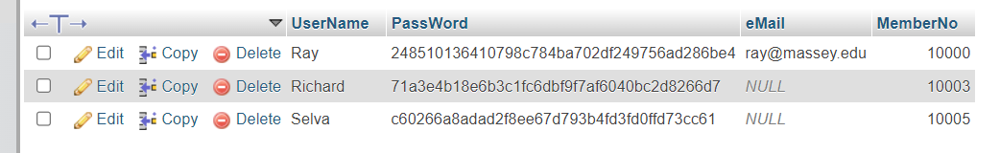 UserName PassWord eMail MemberNo
Edit Copy Delete Ray 248510136410798c784ba702df249756ad286be4 ray@massey.edu 10000
Edit Copy Delete Richard 71a3e4b18e6b3c1fc6dbf9f7af6040bc2d8266d7 NULL 10003
Edit Copy Delete Selva c60266a8adad2f8ee67d793b4fd3fd0ffd73cc61 NULL 10005